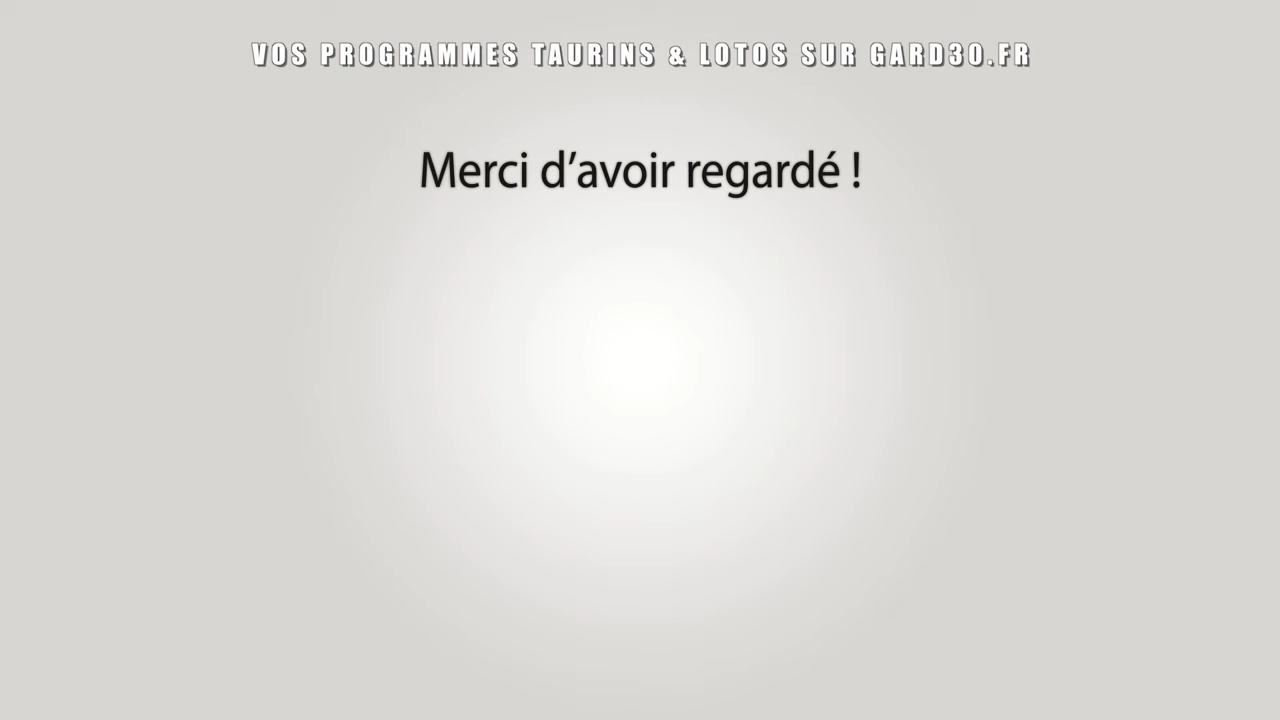 VOS PROGRAMMES TAURINS & LOTOS SUR GARD30.FR
Merci d’avoir regardé !